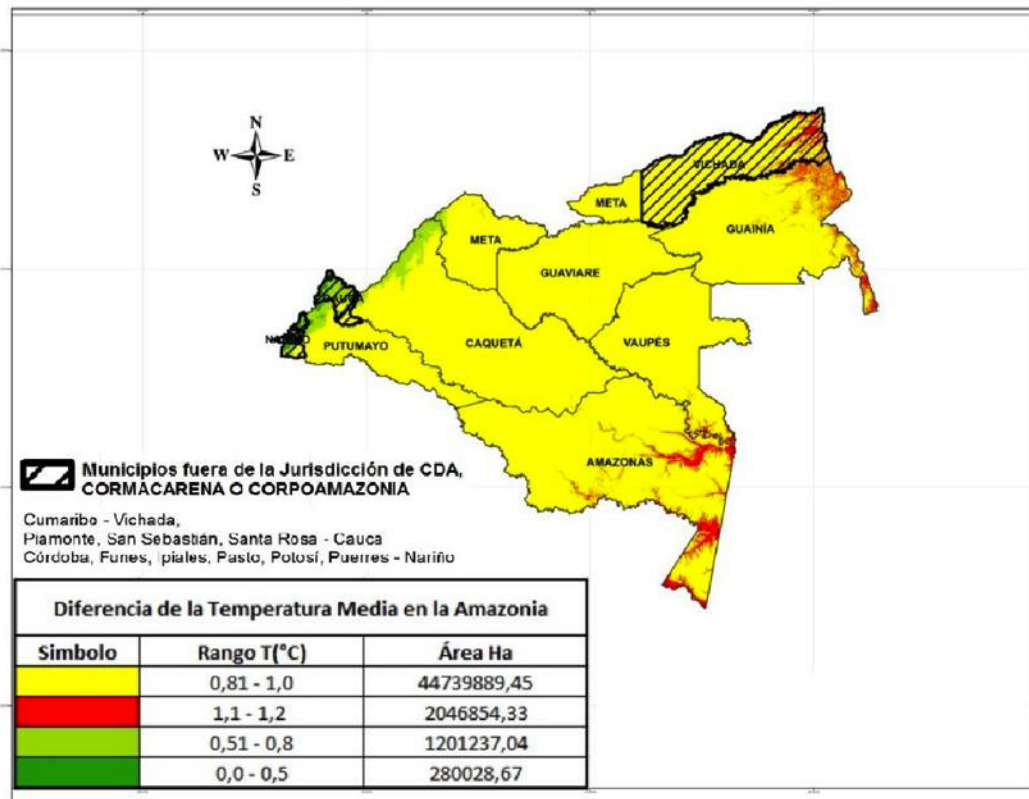 N
W E
S
VICHADA
META
GUAINÍA
META
GUAVIARE
CAUCA
NARIÑO
PUTUMAYO
CAQUETÁ
VAUPÉS
AMAZONAS
Municipios fuera de la Jurisdicción de CDA,
CORMACARENA O CORPOAMAZONIA
Cumaribo - Vichada,
Piamonte, San Sebastián, Santa Rosa - Cauca
Córdoba, Funes, Ipiales, Pasto, Potosí, Puerres - Nariño
Diferencia de la Temperatura Media en la Amazonia
Simbolo Rango T(°C) Área Ha
0,81 - 1,0 44739889,45
1,1 - 1,2 2046854,33
0,51 - 0,8 1201237,04
0,0 - 0,5 280028,67